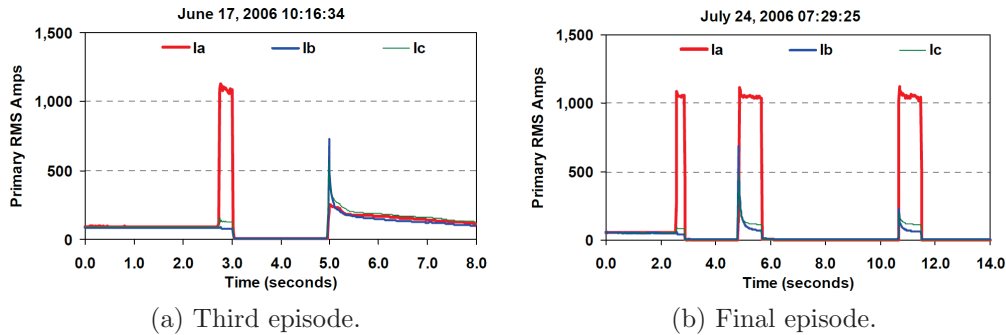 June 17, 2006 10:16:34
1,500
1,000
500
0
Primary RMS Amps
Ia Ib Ic
0.0 1.0 2.0 3.0 4.0 5.0 6.0 7.0 8.0
Time (seconds)
(a) Third episode.
July 24, 2006 07:29:25
1,500
1,000
500
0
Primary RMS Amps
Ia Ib Ic
0.0 2.0 4.0 6.0 8.0 10.0 12.0 14.0
Time (seconds)
(b) Final episode.